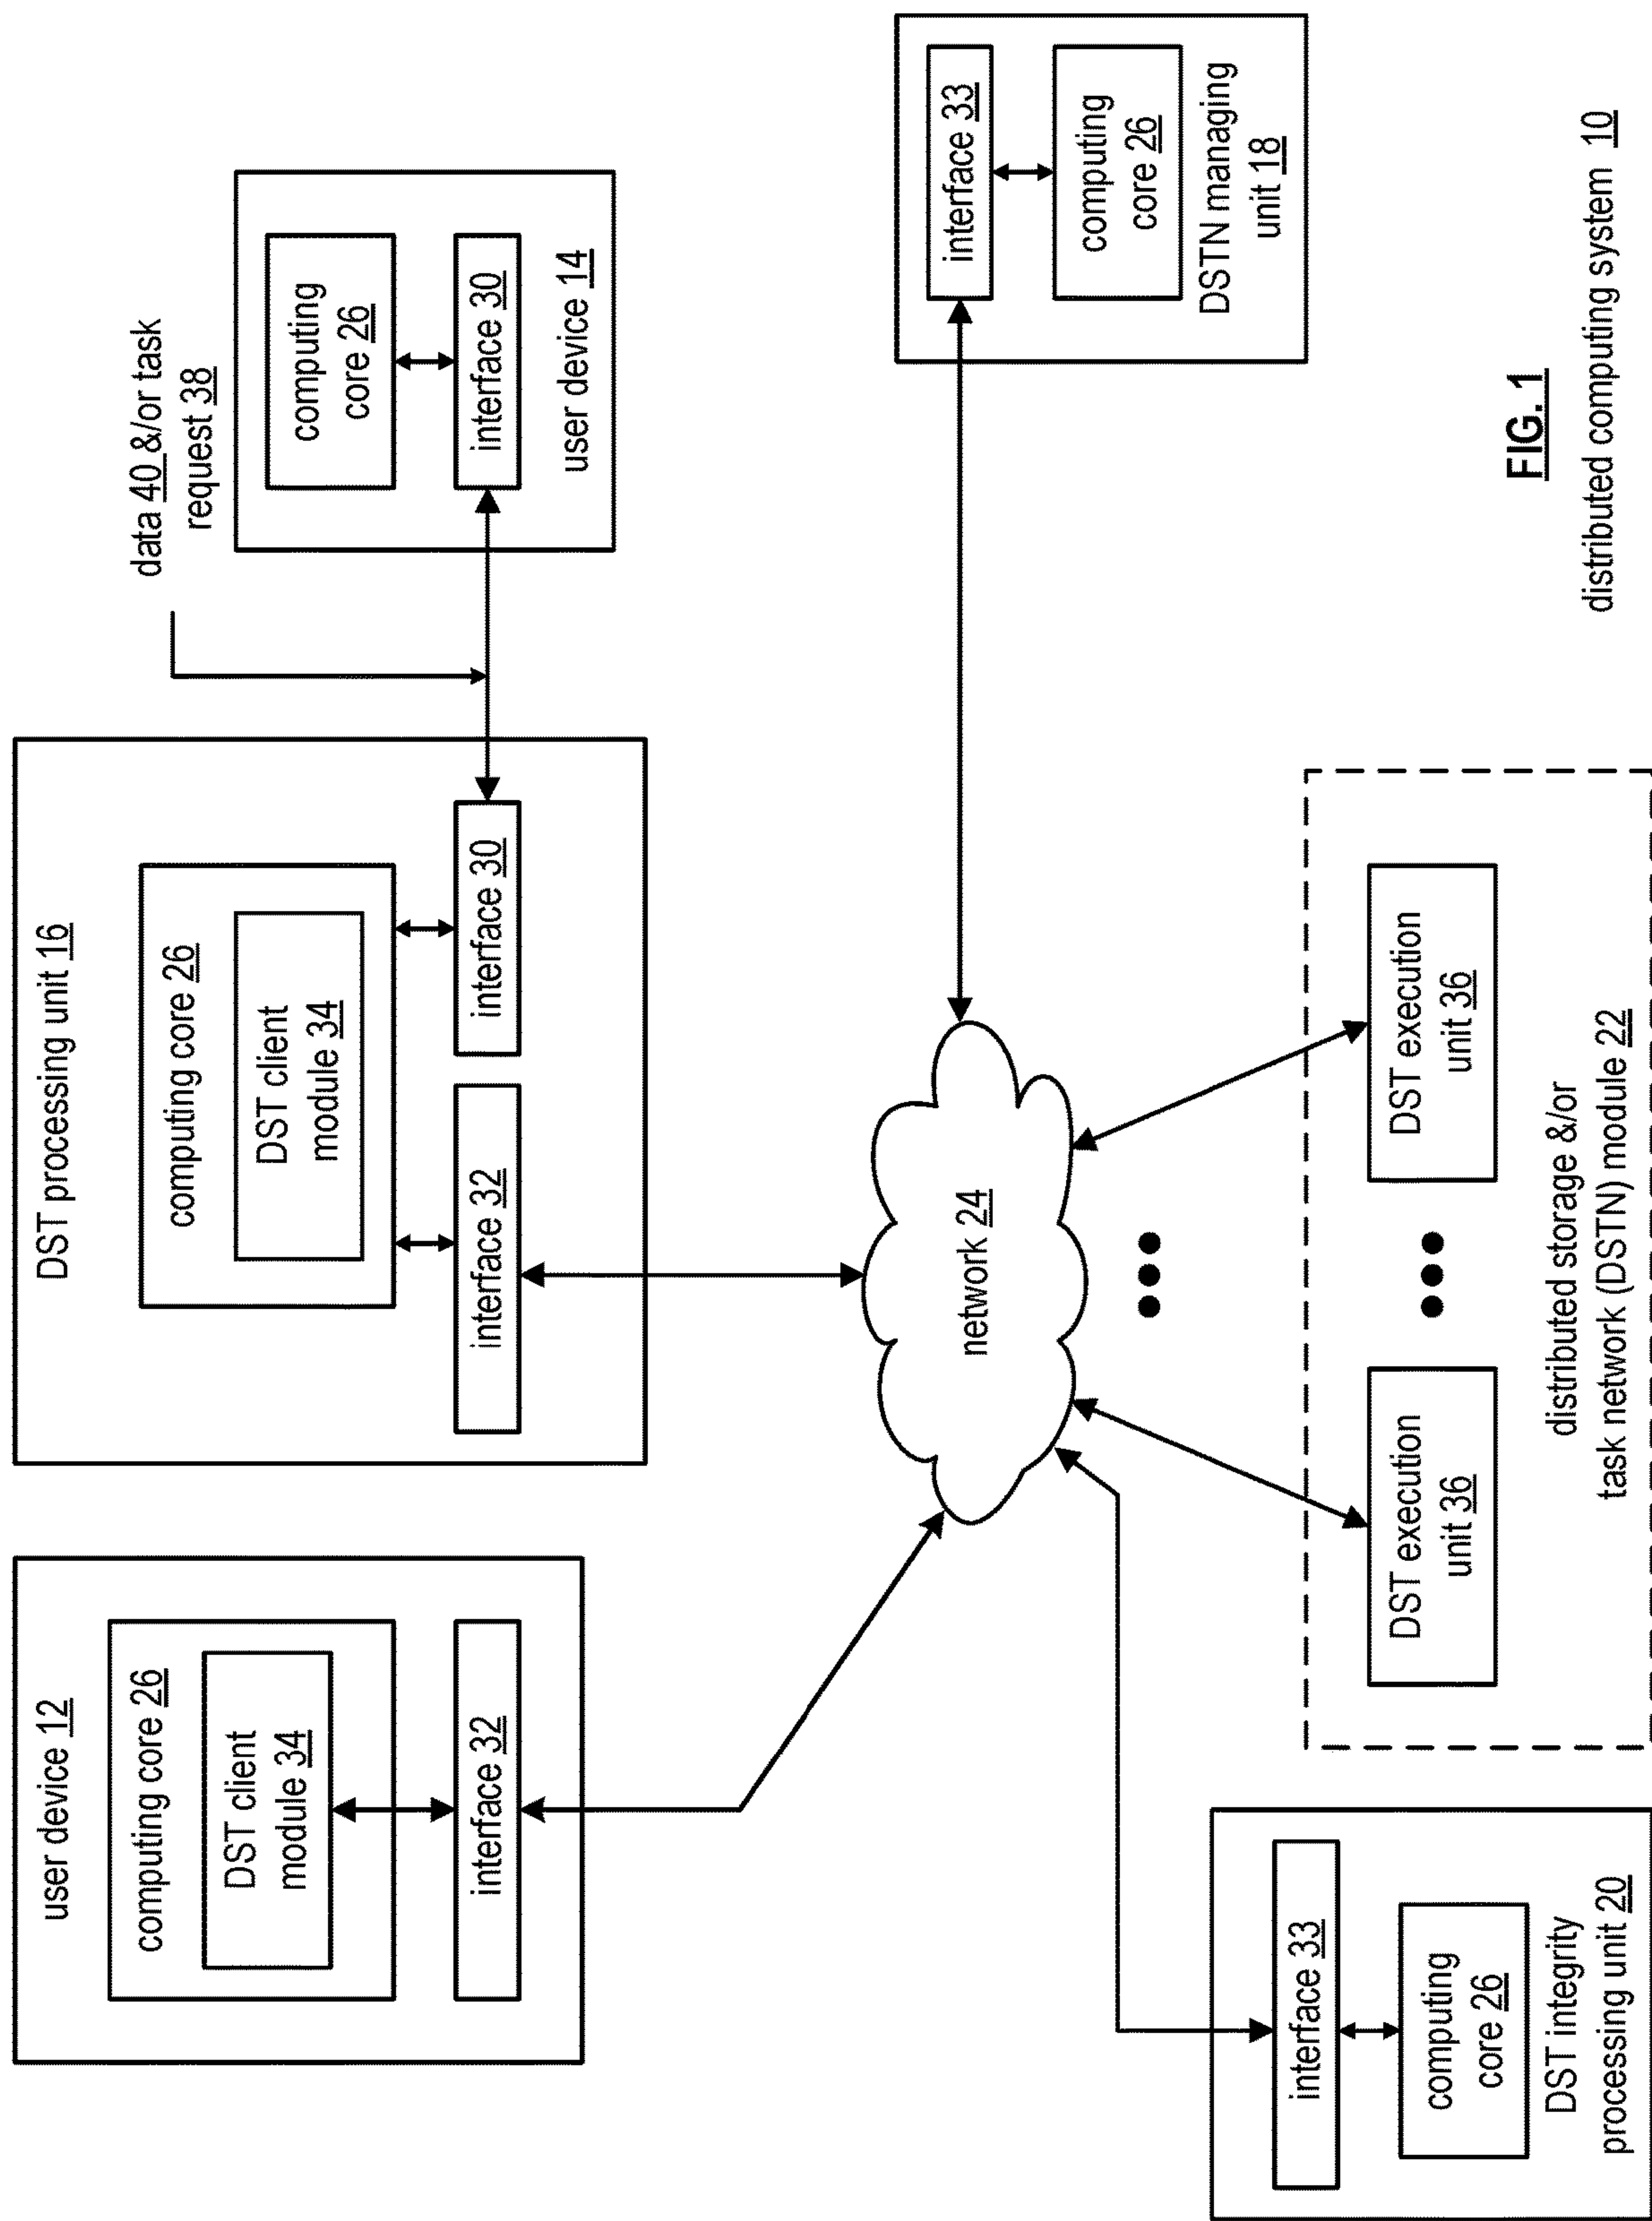 user device 12
computing core 26
DST client
module 34
interface 32
DST processing unit 16
computing core 26
DST client
module 34
interface 32
interface 30
data 40 &/or task
request 38
computing
core 26
interface 30
user device 14
network 24
interface 33
computing
core 26
DSTN managing
unit 18
interface 33
computing
core 26
DST integrity
processing unit 20
DST execution
unit 36
DST execution
unit 36
distributed storage &/or
task network (DSTN) module 22
FIG. 1
distributed computing system 10